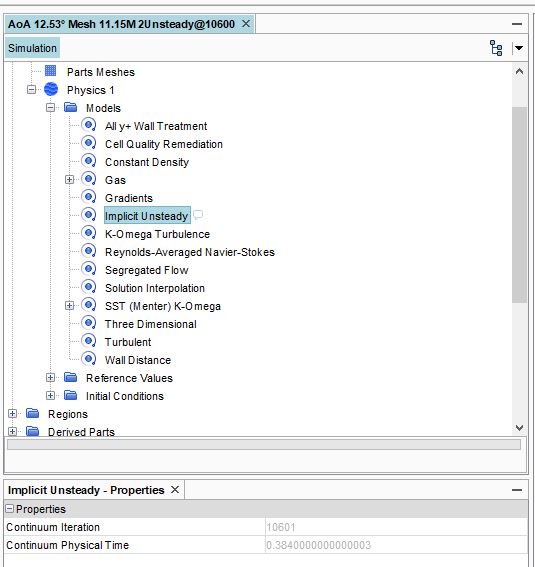 AoA 12.53° Mesh 11.15M 2Unsteady@10600
Simulation
Parts Meshes
Physics 1
Models
All y+ Wall Treatment
Cell Quality Remediation
Constant Density
Gas
Gradients
Implicit Unsteady
K-Omega Turbulence
Reynolds-Averaged Navier-Stokes
Segregated Flow
Solution Interpolation
SST (Menter) K-Omega
Three Dimensional
Turbulent
Wall Distance
Reference Values
Initial Conditions
Regions
Derived Parts
Implicit Unsteady - Properties
Properties
Continuum Iteration 10601
Continuum Physical Time 0.3840000000000003